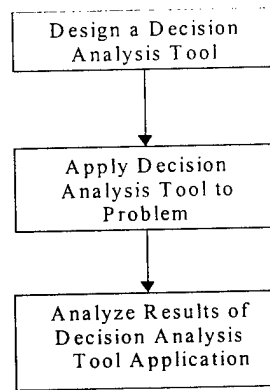 Design a Decision
Analysis Tool
Apply Decision
Analysis Tool to
Problem
Analyze Results of
Decision Analysis
Tool Application